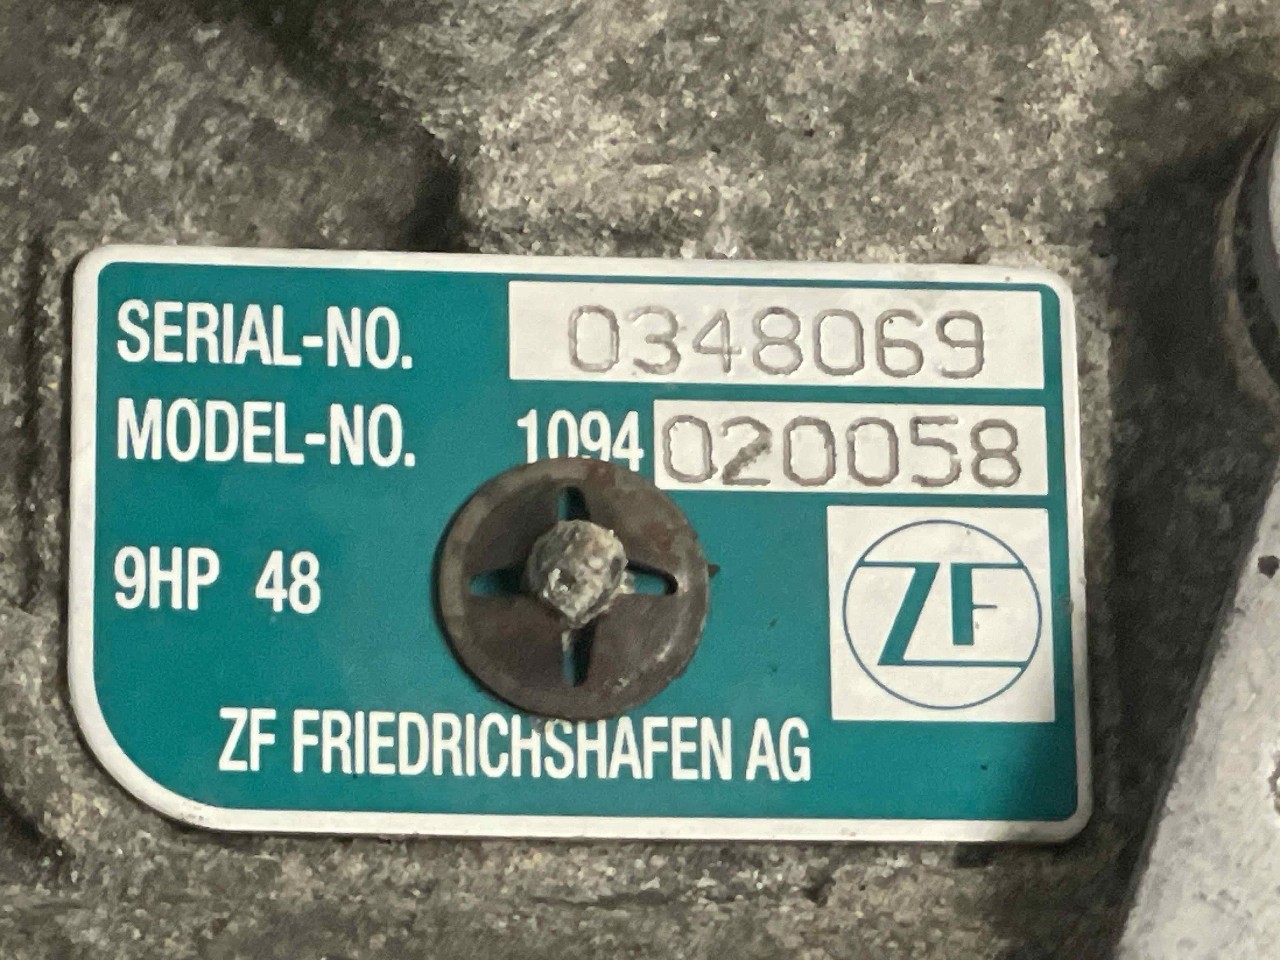 SERIAL-NO. 0348069
MODEL-NO. 1094 020058
9HP 48
ZF
ZF FRIEDRICHSHAFEN AG